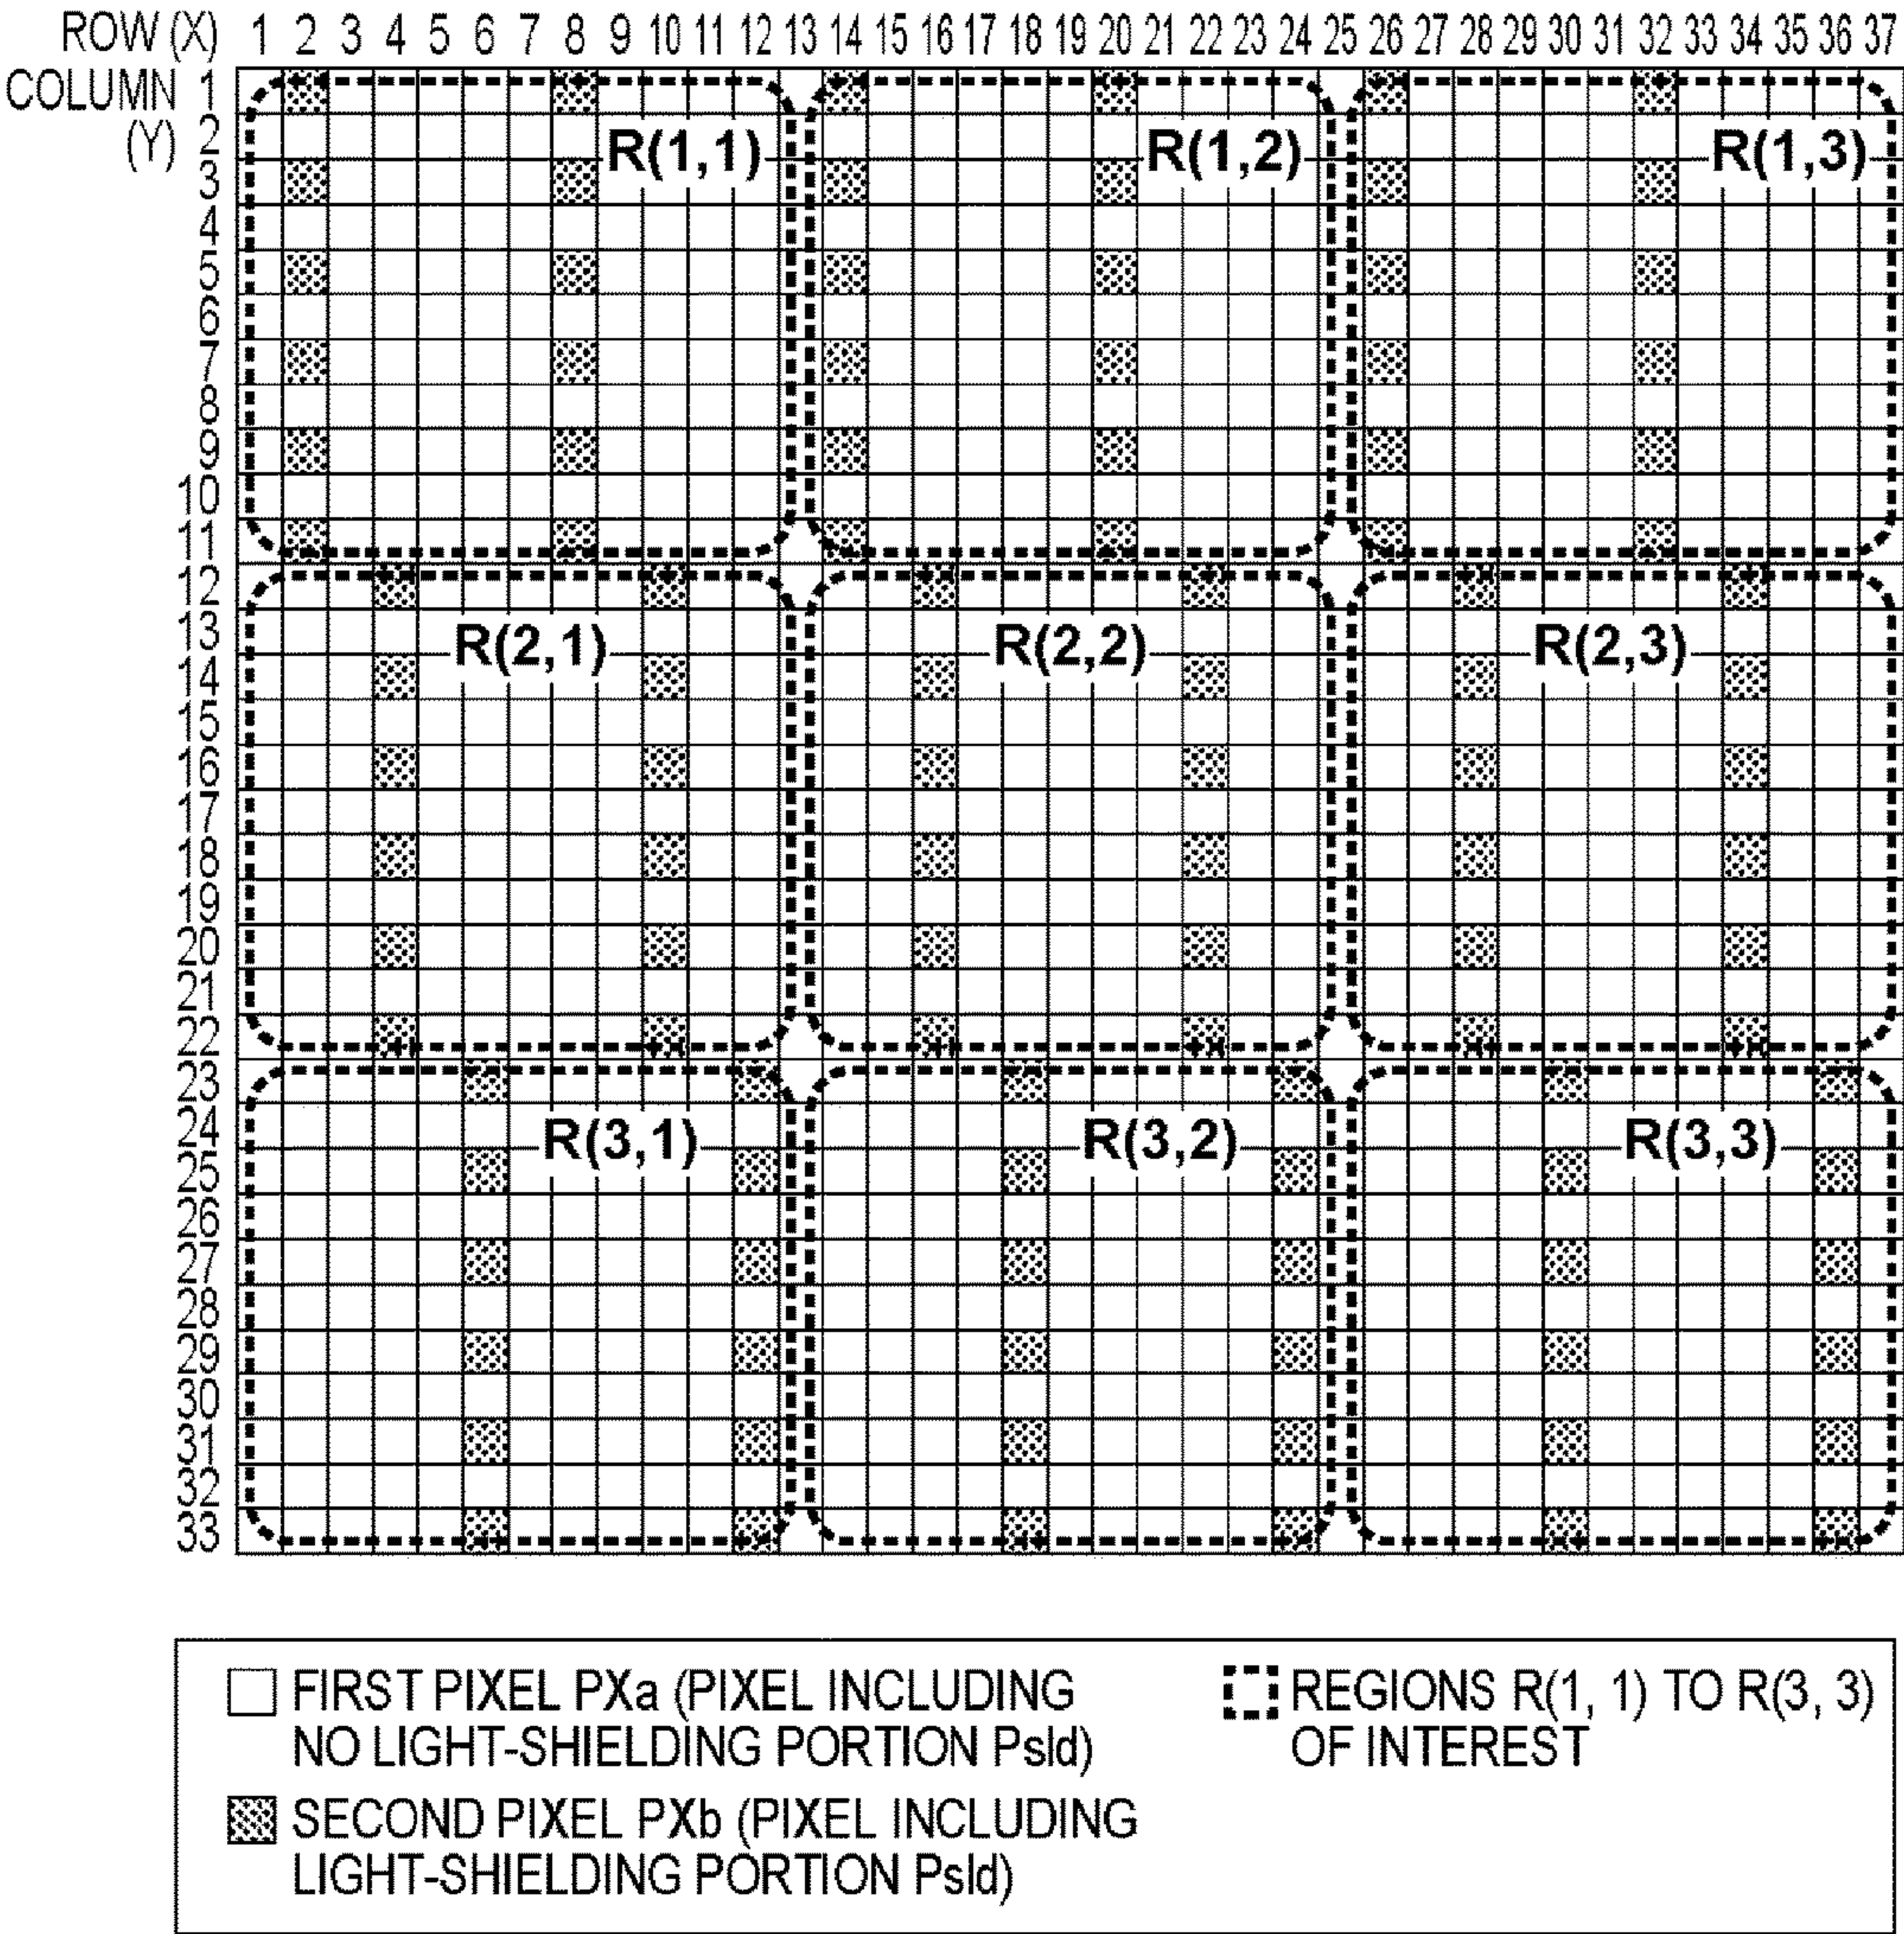 ROW (X) 1 2 3 4 5 6 7 8 9 10 11 12 13 14 15 16 17 18 19 20 21 22 23 24 25 26 27 28 29 30 31 32 33 34 35 36 37
COLUMN 1
(Y) 2
R(1,1) R(1,2) R(1,3)
3
4
5
6
7
8
9
10
11
12
13
R(2,1) R(2,2) R(2,3)
14
15
16
17
18
19
20
21
22
23
24
R(3,1) R(3,2) R(3,3)
25
26
27
28
29
30
31
32
33
FIRST PIXEL PXa (PIXEL INCLUDING
NO LIGHT-SHIELDING PORTION Psld)
SECOND PIXEL PXb (PIXEL INCLUDING
LIGHT-SHIELDING PORTION Psld)
REGIONS R(1, 1) TO R(3, 3)
OF INTEREST